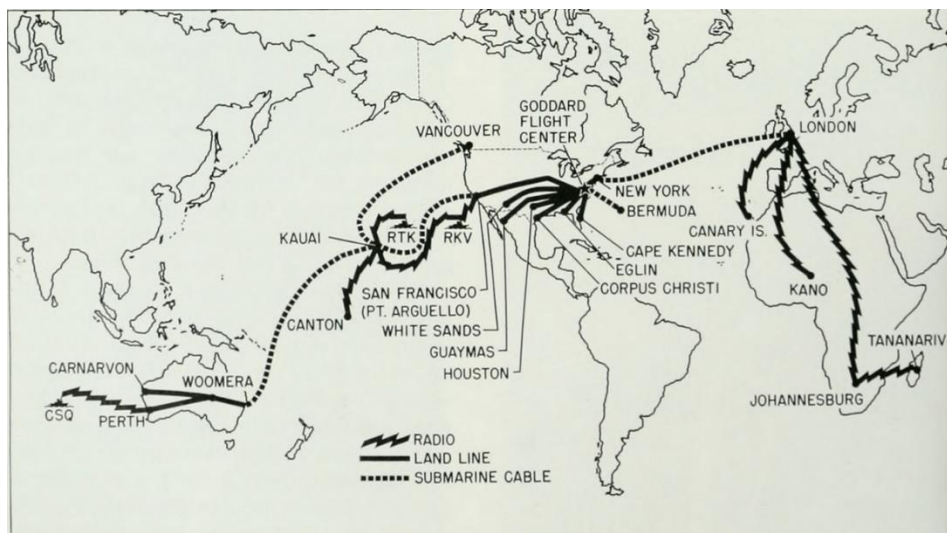 GODDARD
FLIGHT
CENTER
VANCOUVER
LONDON
NEW YORK
BERMUDA
CANARY IS.
KAUAI
RTK
RKV
CAPE KENNEDY
EGLIN
CORPUS CHRISTI
KANO
SAN FRANCISCO
(PT. ARGUELLO)
WHITE SANDS
GUAYMAS
HOUSTON
CANTON
TANANARIV
CARNARVON
WOOMERA
JOHANNESBURG
CSQ
PERTH
RADIO
LAND LINE
SUBMARINE CABLE